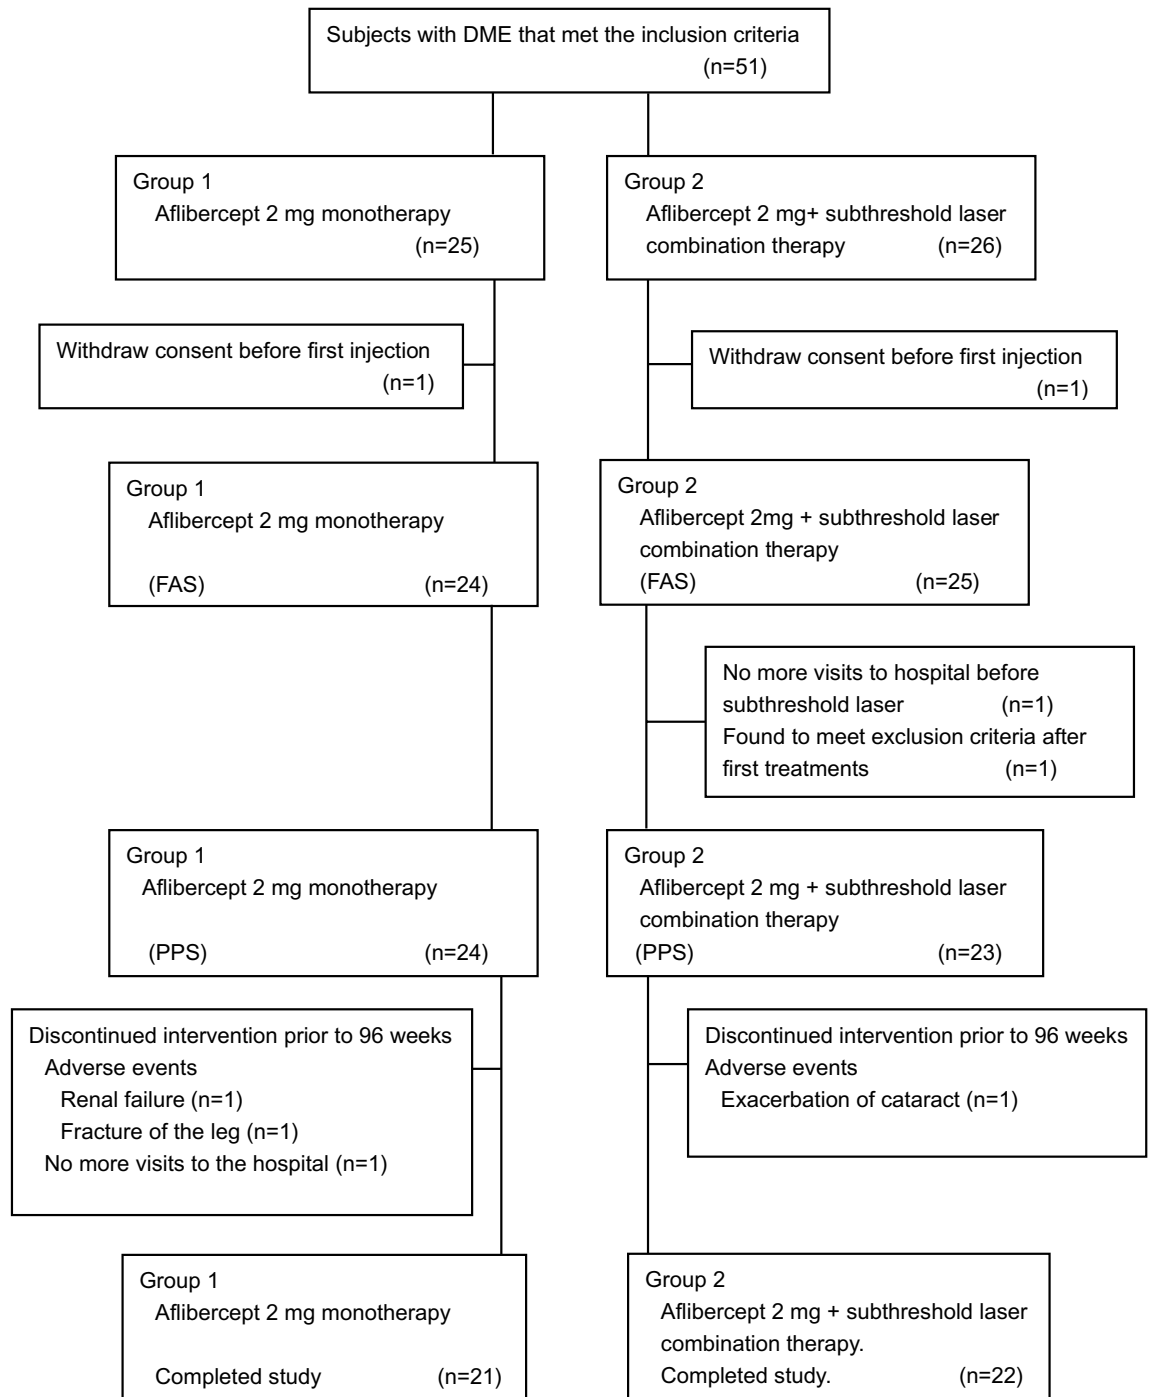 Subjects with DME that met the inclusion criteria
(n=51)
Group 1
Aflibercept 2 mg monotherapy
(n=25)
Group 2
Aflibercept 2 mg+ subthreshold laser
combination therapy (n=26)
Withdraw consent before first injection
(n=1)
Withdraw consent before first injection
(n=1)
Group 1
Aflibercept 2 mg monotherapy
(FAS) (n=24)
Group 2
Aflibercept 2mg + subthreshold laser
combination therapy
(FAS) (n=25)
No more visits to hospital before
subthreshold laser (n=1)
Found to meet exclusion criteria after
first treatments (n=1)
Group 1
Aflibercept 2 mg monotherapy
(PPS) (n=24)
Group 2
Aflibercept 2 mg + subthreshold laser
combination therapy
(PPS) (n=23)
Discontinued intervention prior to 96 weeks
Adverse events
Renal failure (n=1)
Fracture of the leg (n=1)
No more visits to the hospital (n=1)
Discontinued intervention prior to 96 weeks
Adverse events
Exacerbation of cataract (n=1)
Group 1
Aflibercept 2 mg monotherapy
Completed study (n=21)
Group 2
Aflibercept 2 mg + subthreshold laser
combination therapy.
Completed study. (n=22)